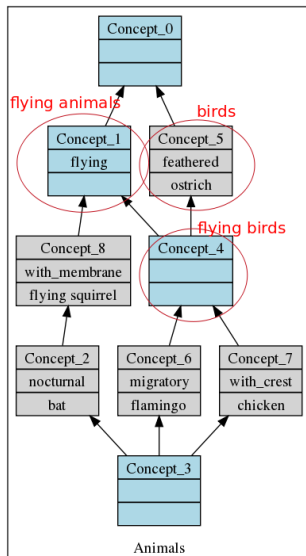 Concept_0
flying animals
birds
Concept_1
flying
Concept_5
feathered
ostrich
flying birds
Concept_8
with_membrane
flying squirrel
Concept_4
Concept_2
nocturnal
bat
Concept_6
migratory
flamingo
Concept_7
with_crest
chicken
Concept_3
Animals